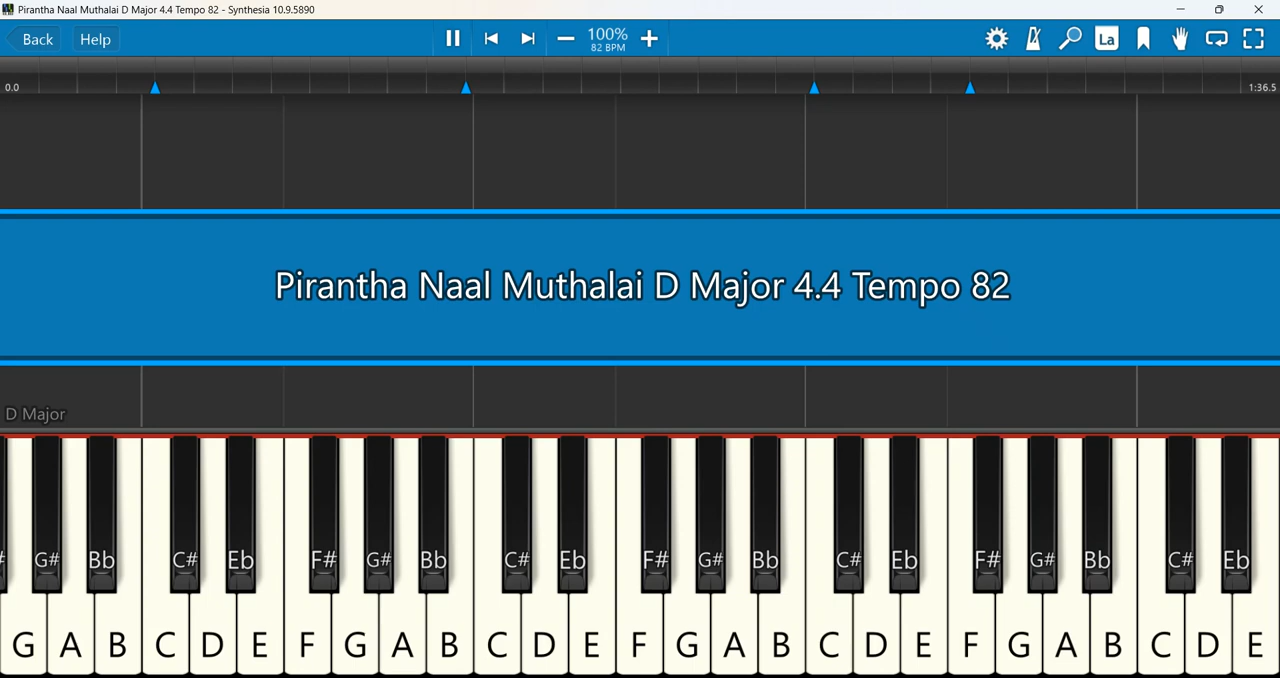 Pirantha Naal Muthalai D Major 4.4 Tempo 82 - Synthesia 10.9.5890
Back Help 100% La
82 BPM
0.0 1:36.5
Pirantha Naal Muthalai D Major 4.4 Tempo 82
D Major
# G# Bb C# Eb F# G# Bb C# Eb F# G# Bb C# Eb F# G# Bb C# Eb
G A B C D E F G A B C D E F G A B C D E F G A B C D E